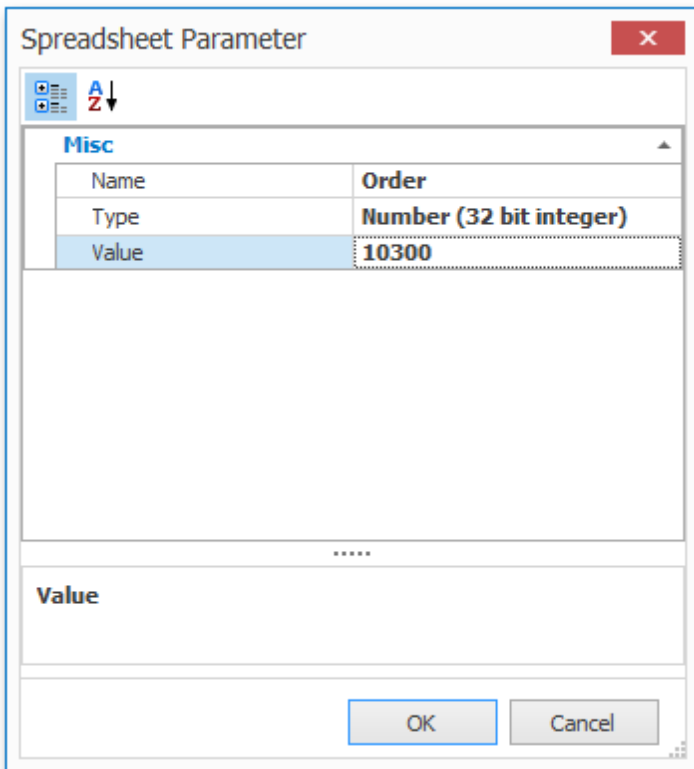 Spreadsheet Parameter
A
Z
Misc
Name Order
Type Number (32 bit integer)
Value 10300
Value
OK Cancel